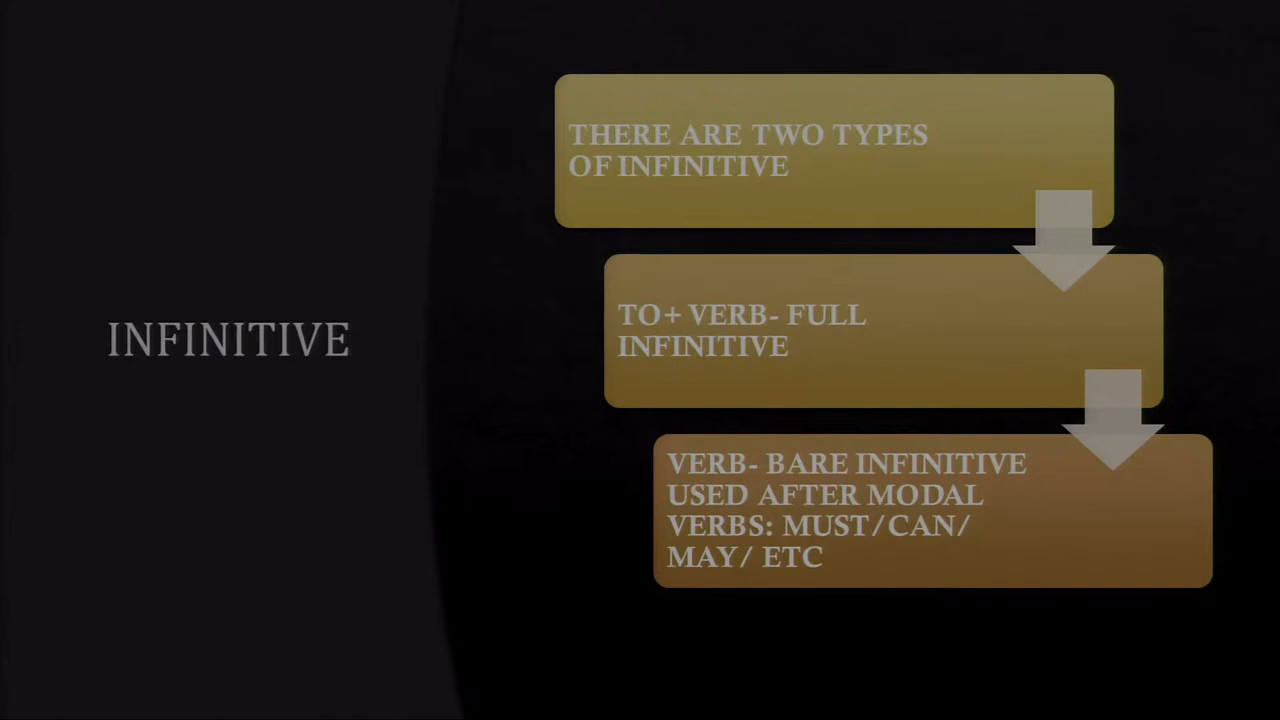 INFINITIVE
THERE ARE TWO TYPES
OF INFINITIVE
TO+ VERB- FULL
INFINITIVE
VERB- BARE INFINITIVE
USED AFTER MODAL
VERBS: MUST/CAN/
MAY/ ETC